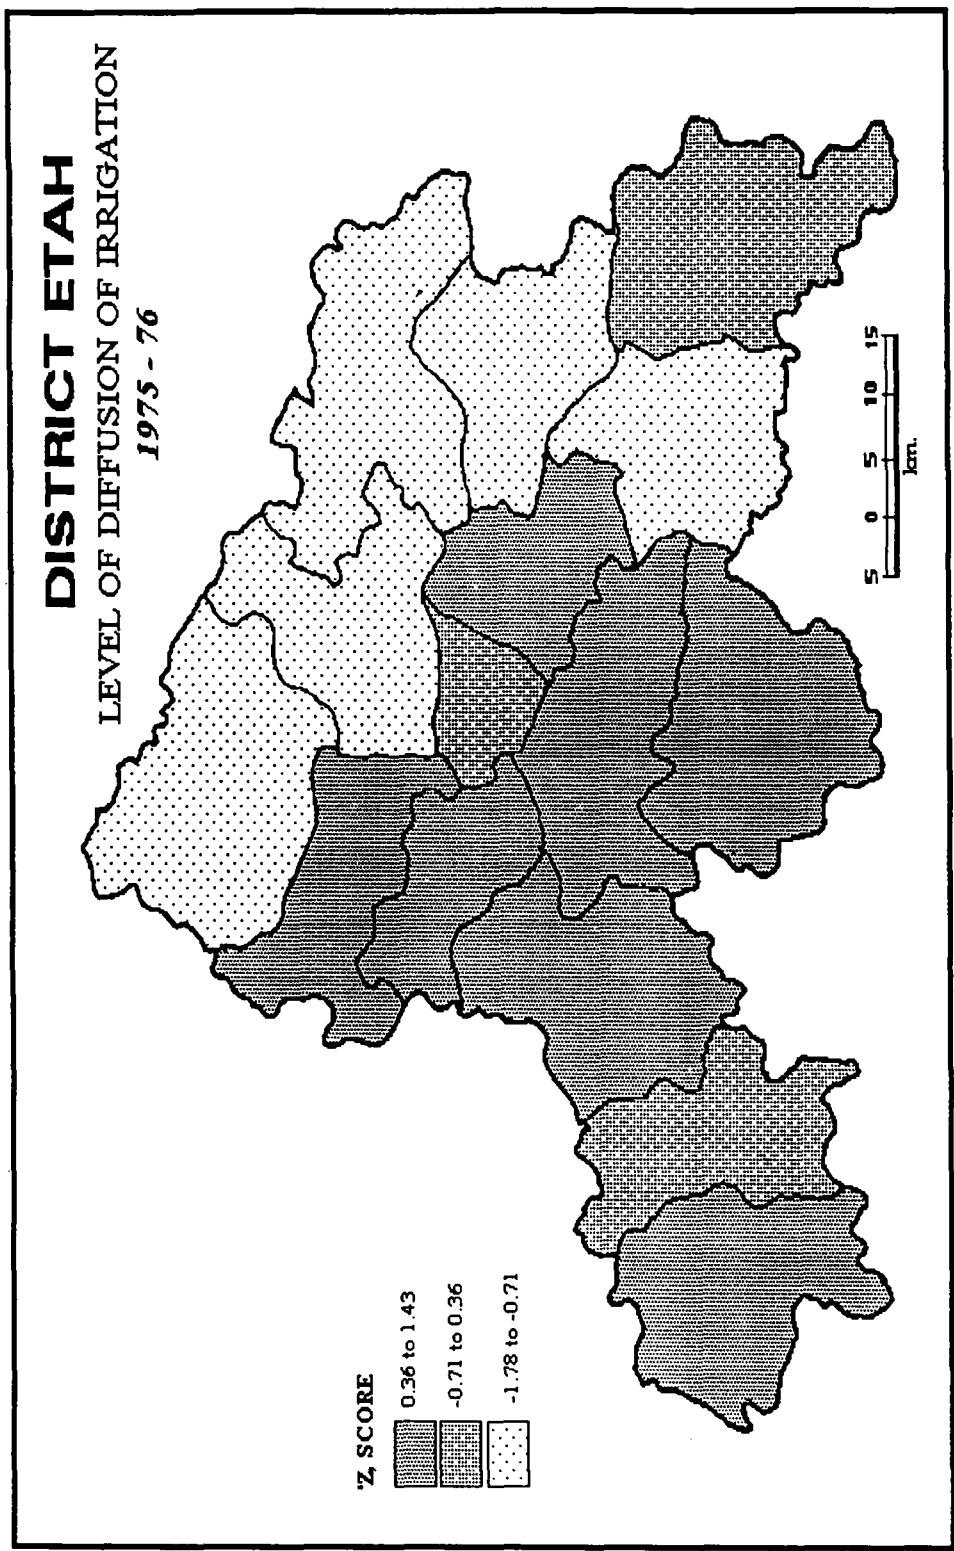 DISTRICT ETAH
LEVEL OF DIFFUSION OF IRRIGATION
1975 - 76
'Z, SCORE
0.36 to 1.43
-0.71 to 0.36
-1.78 to -0.71
5 0 5 10 15
km.